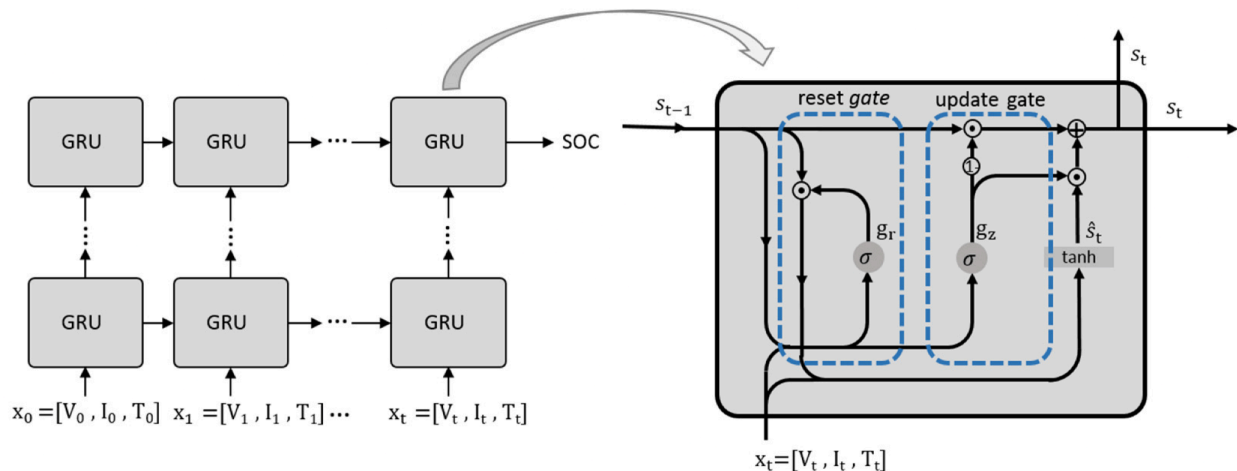 GRU GRU ... GRU SOC
GRU GRU ... GRU
x₀ =[V₀ , I₀ , T₀] x₁ =[V₁ , I₁ , T₁] ... xₜ =[Vₜ , Iₜ , Tₜ]
sₜ
sₜ₋₁ reset gate update gate sₜ
1-
gᵣ g_z ŝₜ
σ σ tanh
xₜ=[Vₜ , Iₜ , Tₜ]